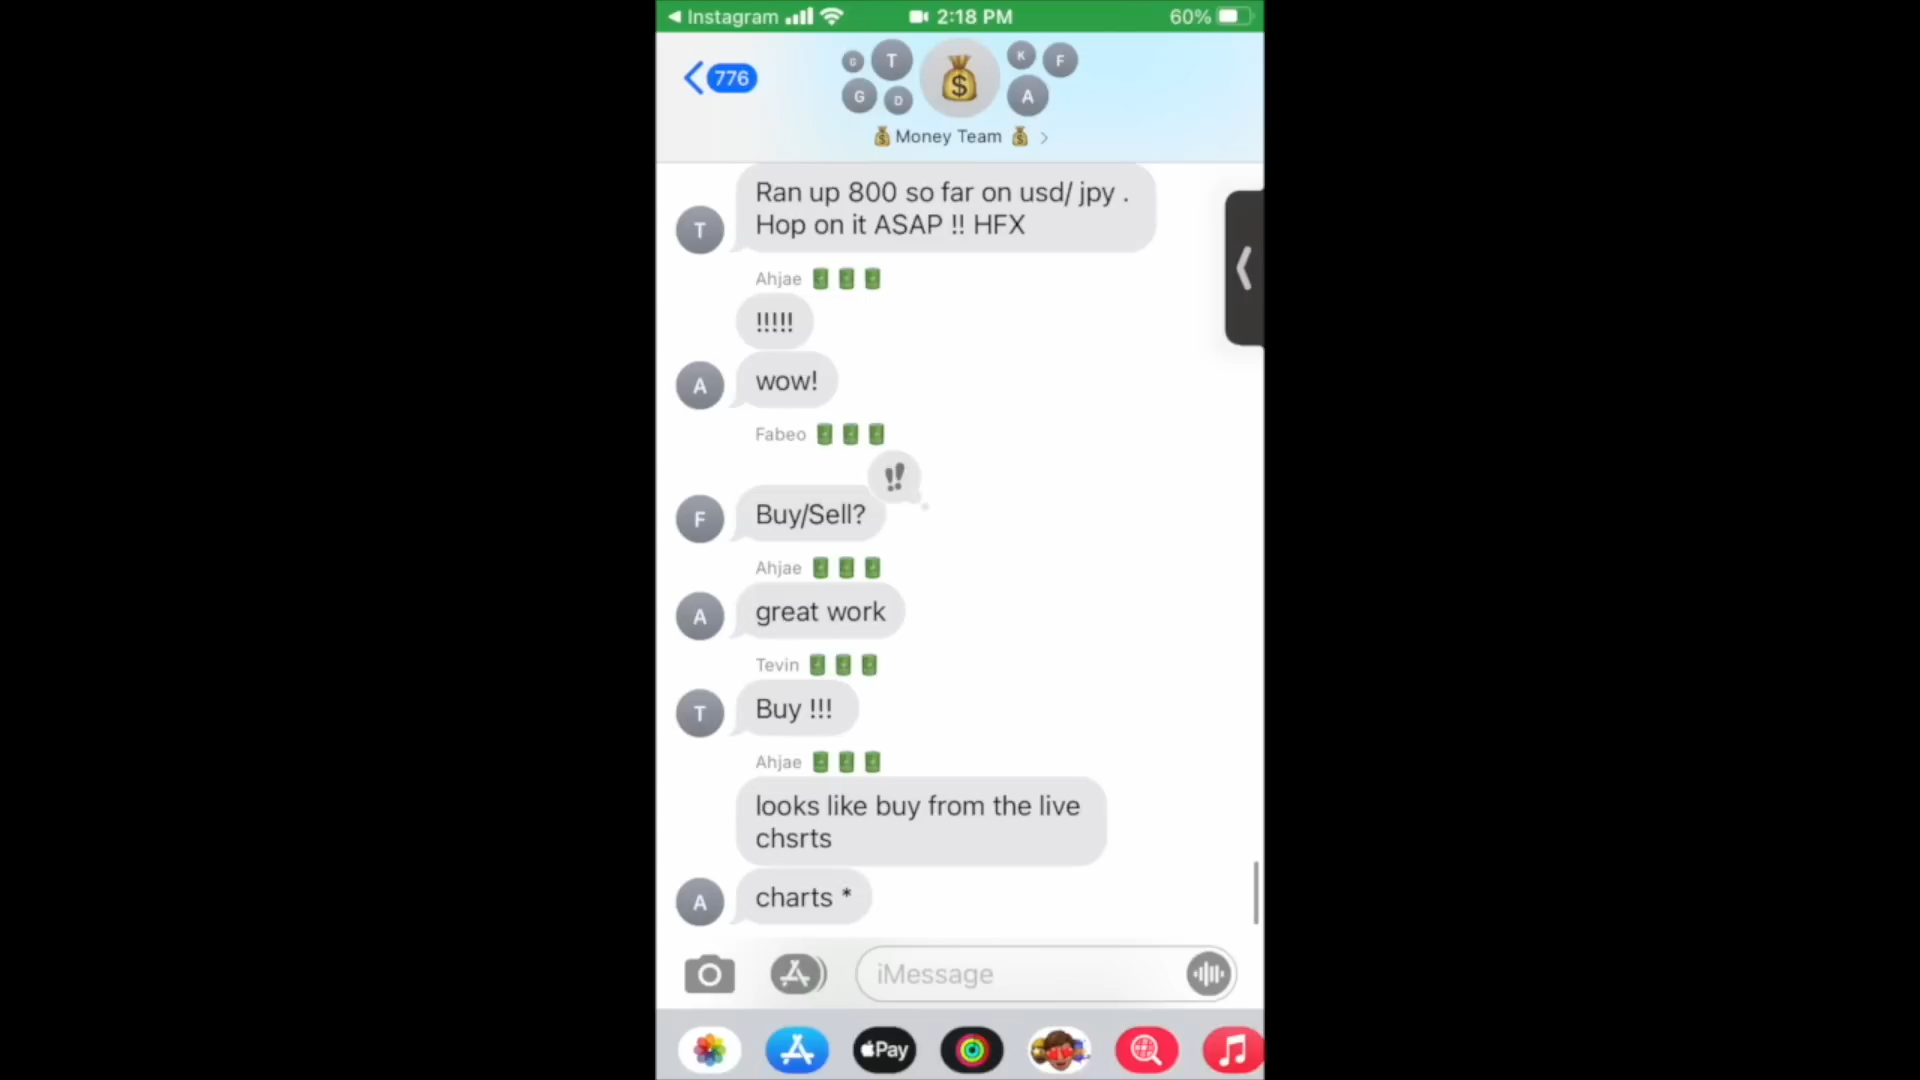 Instagram 2:18 PM 60%
776
G T K F
G D A
Money Team
Ran up 800 so far on usd/ jpy .
Hop on it ASAP !! HFX
T
Ahjae
!!!!!
wow!
A
Fabeo
Buy/Sell?
F
Ahjae
great work
A
Tevin
Buy !!!
T
Ahjae
looks like buy from the live
chsrts
charts *
A
iMessage
Pay